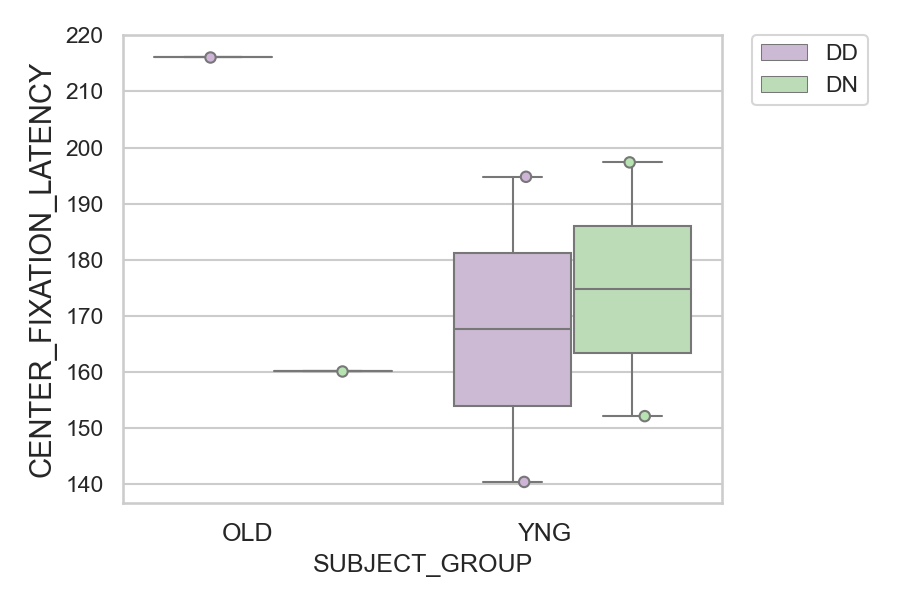 220
210
200
190
180
170
160
150
140
CENTER_FIXATION_LATENCY
OLD
YNG
SUBJECT_GROUP
DD
DN